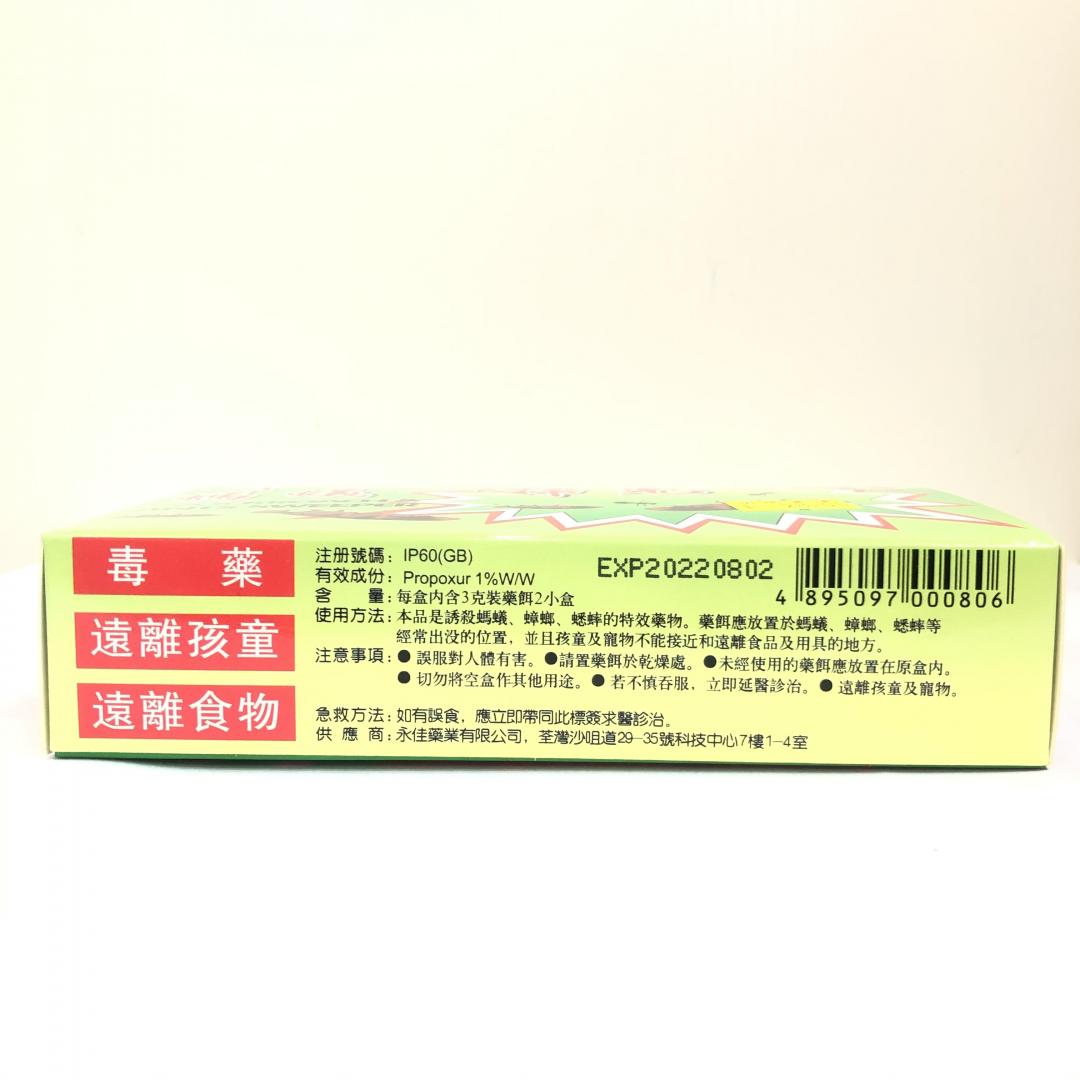 毒 藥
遠離孩童
遠離食物
注册號碼：IP60(GB)
有效成份：Propoxur 1%W/W
含 量：每盒内含3克裝藥餌2小盒
使用方法：本品是誘殺螞蟻、蟑螂、蟋蟀的特效藥物。藥餌應放置於螞蟻、蟑螂、蟋蟀等
經常出没的位置，並且孩童及寵物不能接近和遠離食品及用具的地方。
注意事項：●誤服對人體有害。●請置藥餌於乾燥處。●未經使用的藥餌應放置在原盒内。
●切勿將空盒作其他用途。●若不慎吞服，立即延醫診治。●遠離孩童及寵物。
急救方法：如有誤食，應立即帶同此標簽求醫診治。
供應商：永佳藥業有限公司，荃灣沙咀道29-35號科技中心7樓1-4室
EXP20220802
4 895097 000806